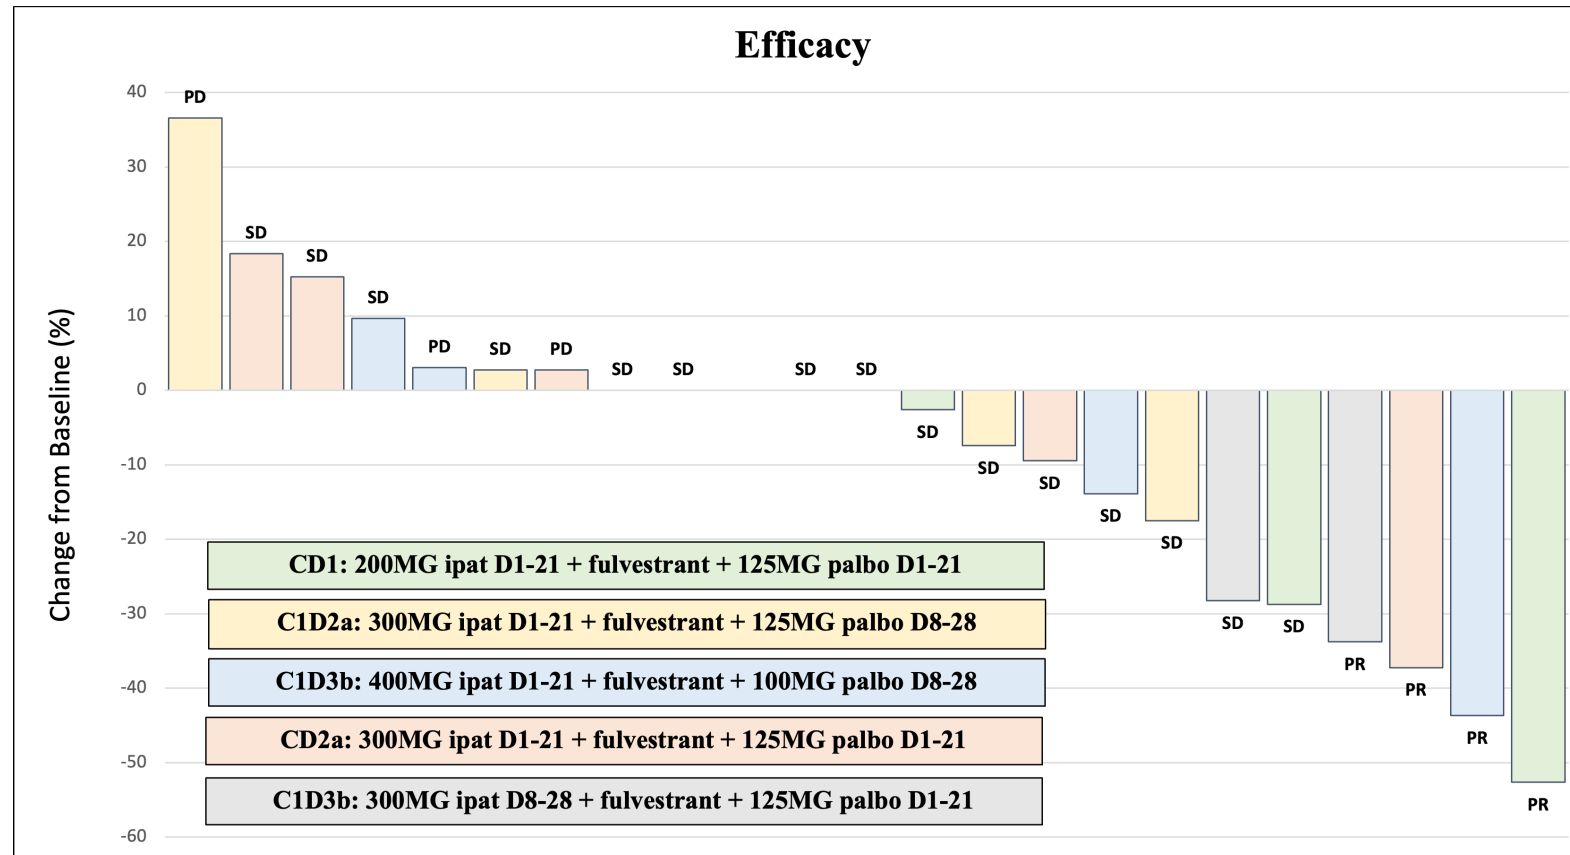 Efficacy
Change from Baseline (%)
40
30
20
10
0
-10
-20
-30
-40
-50
-60
PD
SD
SD
SD
PD
SD
PD
SD
SD
SD
SD
SD
SD
SD
SD
SD
SD
SD
PR
PR
PR
PR
CD1: 200MG ipat D1-21 + fulvestrant + 125MG palbo D1-21
C1D2a: 300MG ipat D1-21 + fulvestrant + 125MG palbo D8-28
C1D3b: 400MG ipat D1-21 + fulvestrant + 100MG palbo D8-28
CD2a: 300MG ipat D1-21 + fulvestrant + 125MG palbo D1-21
C1D3b: 300MG ipat D8-28 + fulvestrant + 125MG palbo D1-21